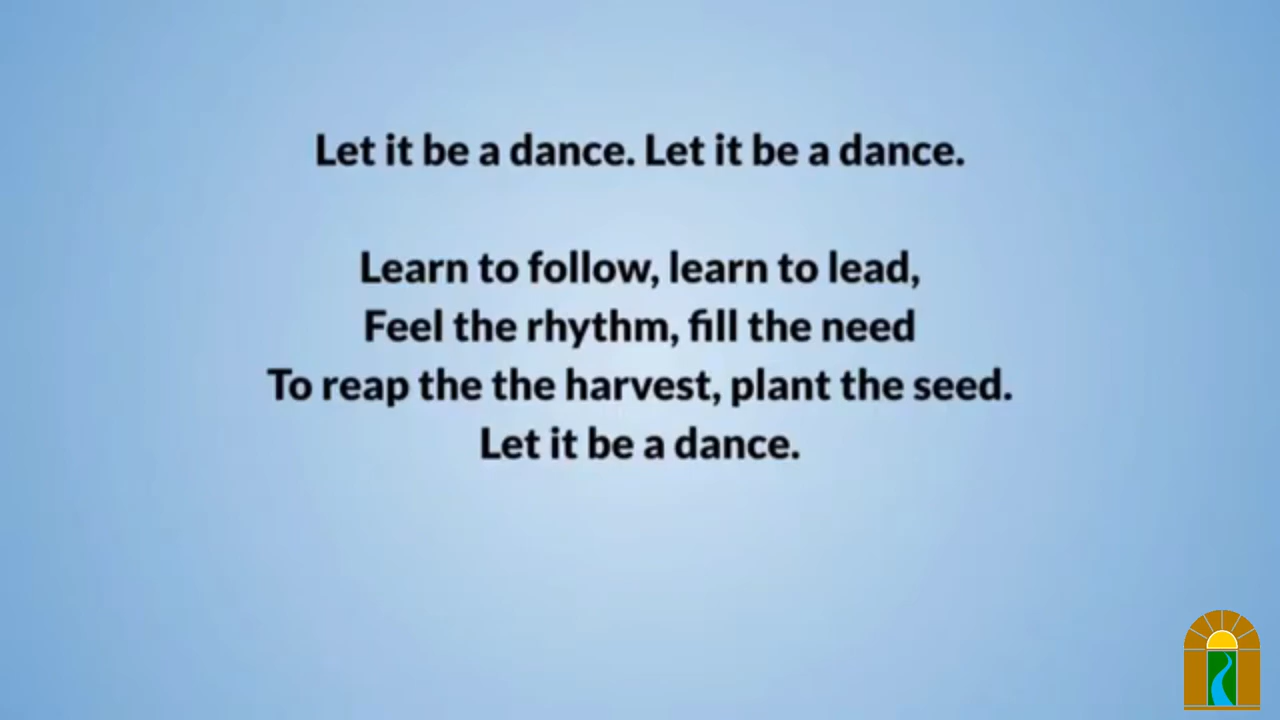 Let it be a dance. Let it be a dance.
Learn to follow, learn to lead,
Feel the rhythm, fill the need
To reap the the harvest, plant the seed.
Let it be a dance.